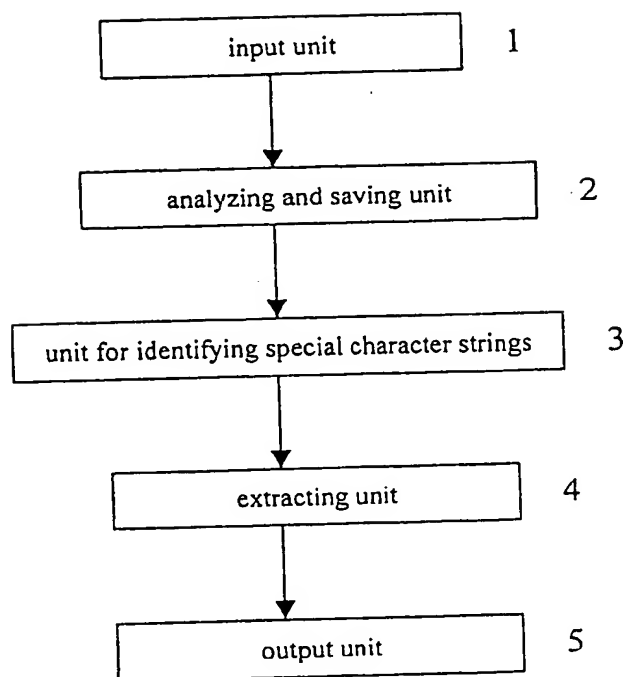 input unit 1
analyzing and saving unit 2
unit for identifying special character strings 3
extracting unit 4
output unit 5